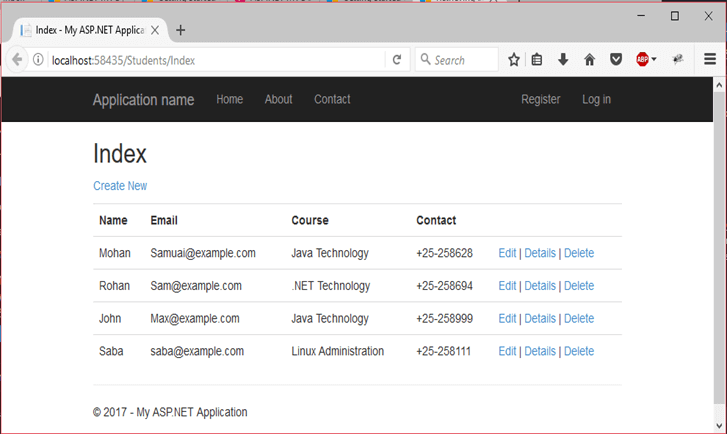 Index - My ASP.NET Applica
localhost:58435/Students/Index
Search
ABP
Application name Home About Contact Register Log in
Index
Create New
Name Email Course Contact
Mohan Samuai@example.com Java Technology +25-258628 Edit | Details | Delete
Rohan Sam@example.com .NET Technology +25-258694 Edit | Details | Delete
John Max@example.com Java Technology +25-258999 Edit | Details | Delete
Saba saba@example.com Linux Administration +25-258111 Edit | Details | Delete
© 2017 - My ASP.NET Application